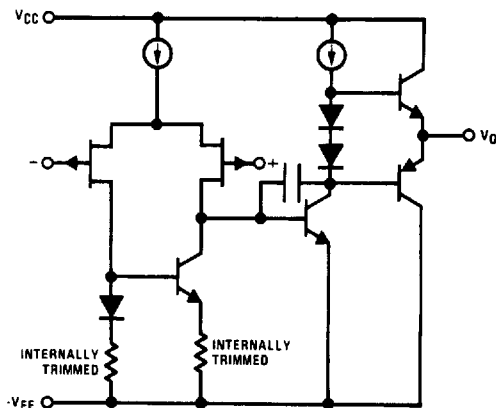 VCC
-
+
VO
INTERNALLY
TRIMMED
INTERNALLY
TRIMMED
-VEE